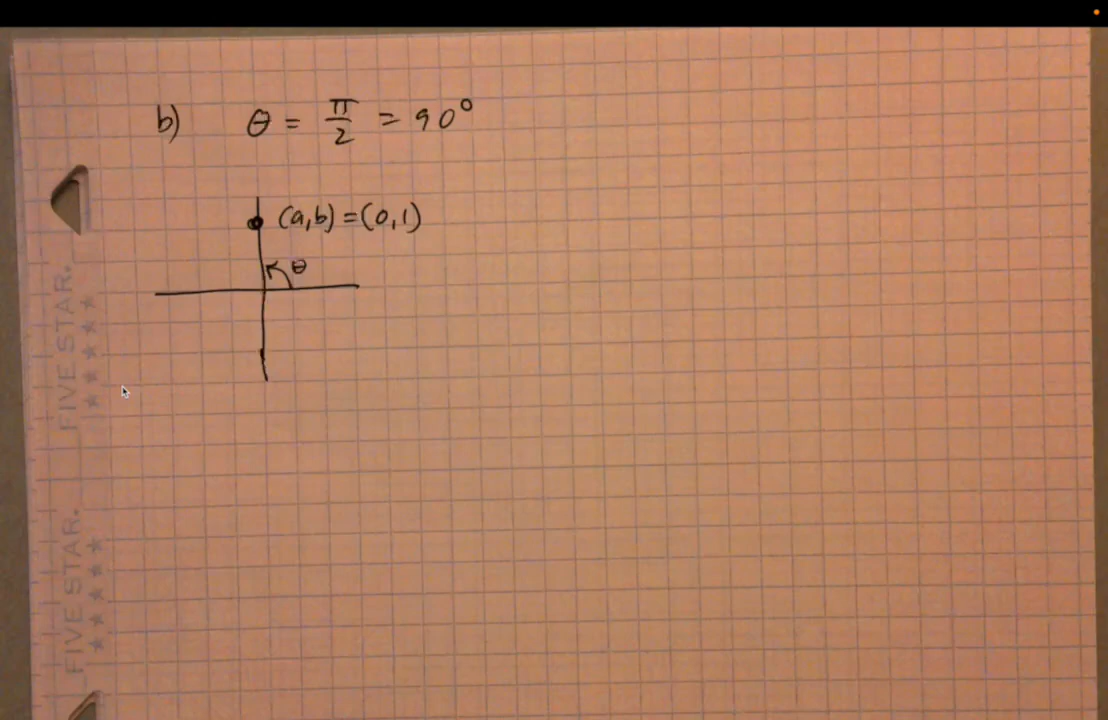 b) θ = π/2 = 90°
(a,b) = (0,1)
θ
FIVE STAR.
FIVE STAR.